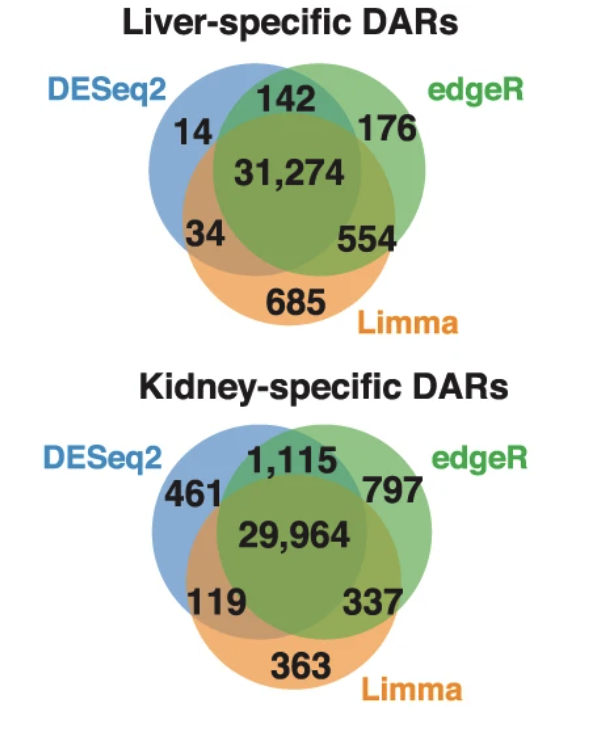 Liver-specific DARs
DESeq2
edgeR
142
14
176
31,274
34
554
685
Limma
Kidney-specific DARs
DESeq2
edgeR
1,115
461
797
29,964
119
337
363
Limma